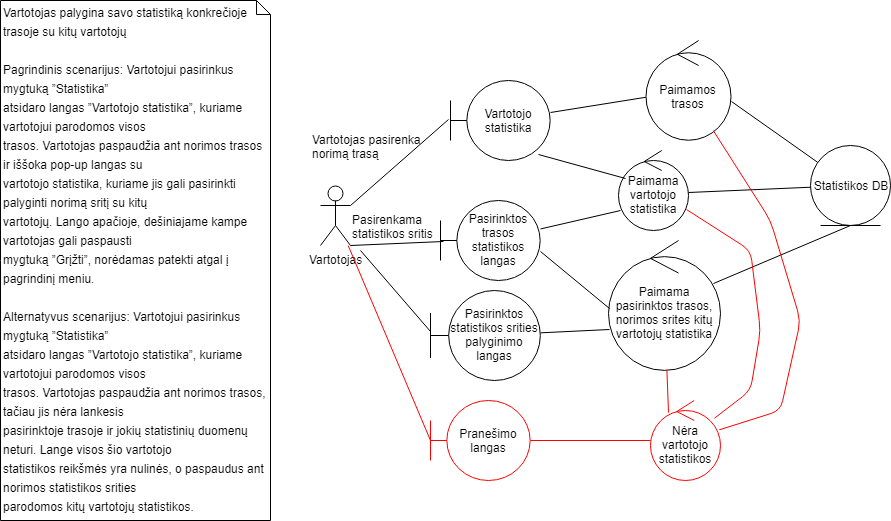 Vartotojas palygina savo statistiką konkrečioje
trasoje su kitų vartotojų
Pagrindinis scenarijus: Vartotojui pasirinkus
mygtuką ”Statistika”
atsidaro langas ”Vartotojo statistika”, kuriame
vartotojui parodomos visos
trasos. Vartotojas paspaudžia ant norimos trasos
ir iššoka pop-up langas su
vartotojo statistika, kuriame jis gali pasirinkti
palyginti norimą sritį su kitų
vartotojų. Lango apačioje, dešiniajame kampe
vartotojas gali paspausti
mygtuką ”Grįžti”, norėdamas patekti atgal į
pagrindinį meniu.
Alternatyvus scenarijus: Vartotojui pasirinkus
mygtuką ”Statistika”
atsidaro langas ”Vartotojo statistika”, kuriame
vartotojui parodomos visos
trasos. Vartotojas paspaudžia ant norimos trasos,
tačiau jis nėra lankesis
pasirinktoje trasoje ir jokių statistinių duomenų
neturi. Lange visos šio vartotojo
statistikos reikšmės yra nulinės, o paspaudus ant
norimos statistikos srities
parodomos kitų vartotojų statistikos.
Vartotojas pasirenka
norimą trasą
Pasirenkama
statistikos sritis
Vartotojas
Vartotojo
statistika
Pasirinktos
trasos
statistikos
langas
Pasirinktos
statistikos srities
palyginimo
langas
Pranešimo
langas
Paimamos
trasos
Paimama
vartotojo
statistika
Paimama
pasirinktos trasos,
norimos srites kitų
vartotojų statistika
Nėra
vartotojo
statistikos
Statistikos DB